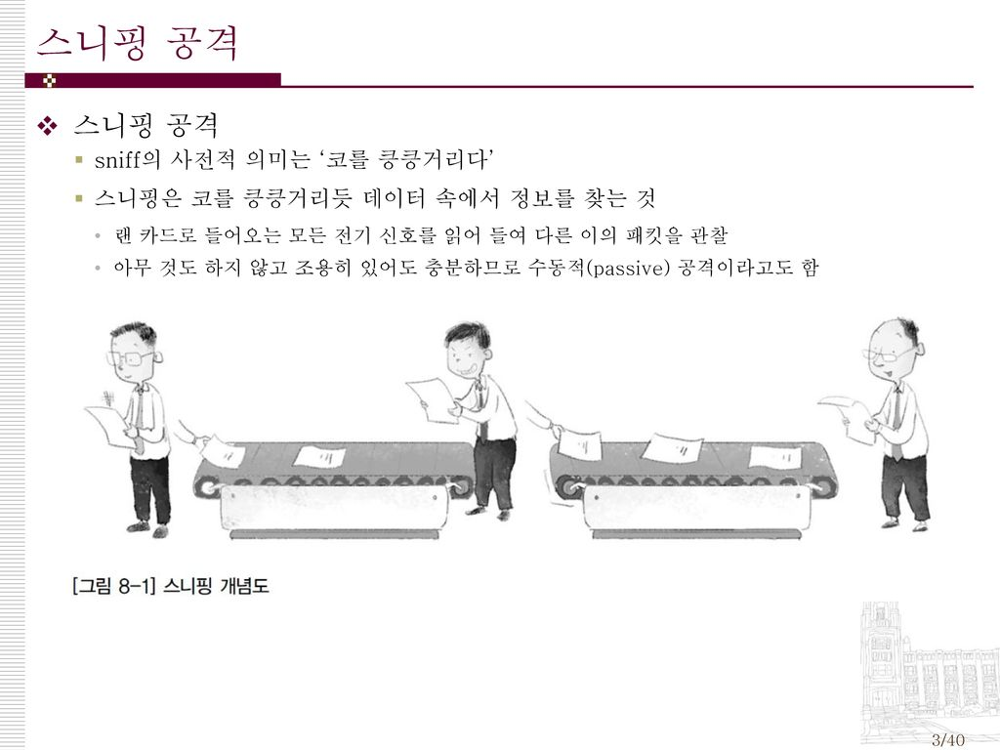 스니핑 공격
스니핑 공격
sniff의 사전적 의미는 ‘코를 킁킁거리다’
스니핑은 코를 킁킁거리듯 데이터 속에서 정보를 찾는 것
랜 카드로 들어오는 모든 전기 신호를 읽어 들여 다른 이의 패킷을 관찰
아무 것도 하지 않고 조용히 있어도 충분하므로 수동적(passive) 공격이라고도 함
[그림 8-1] 스니핑 개념도
3/40